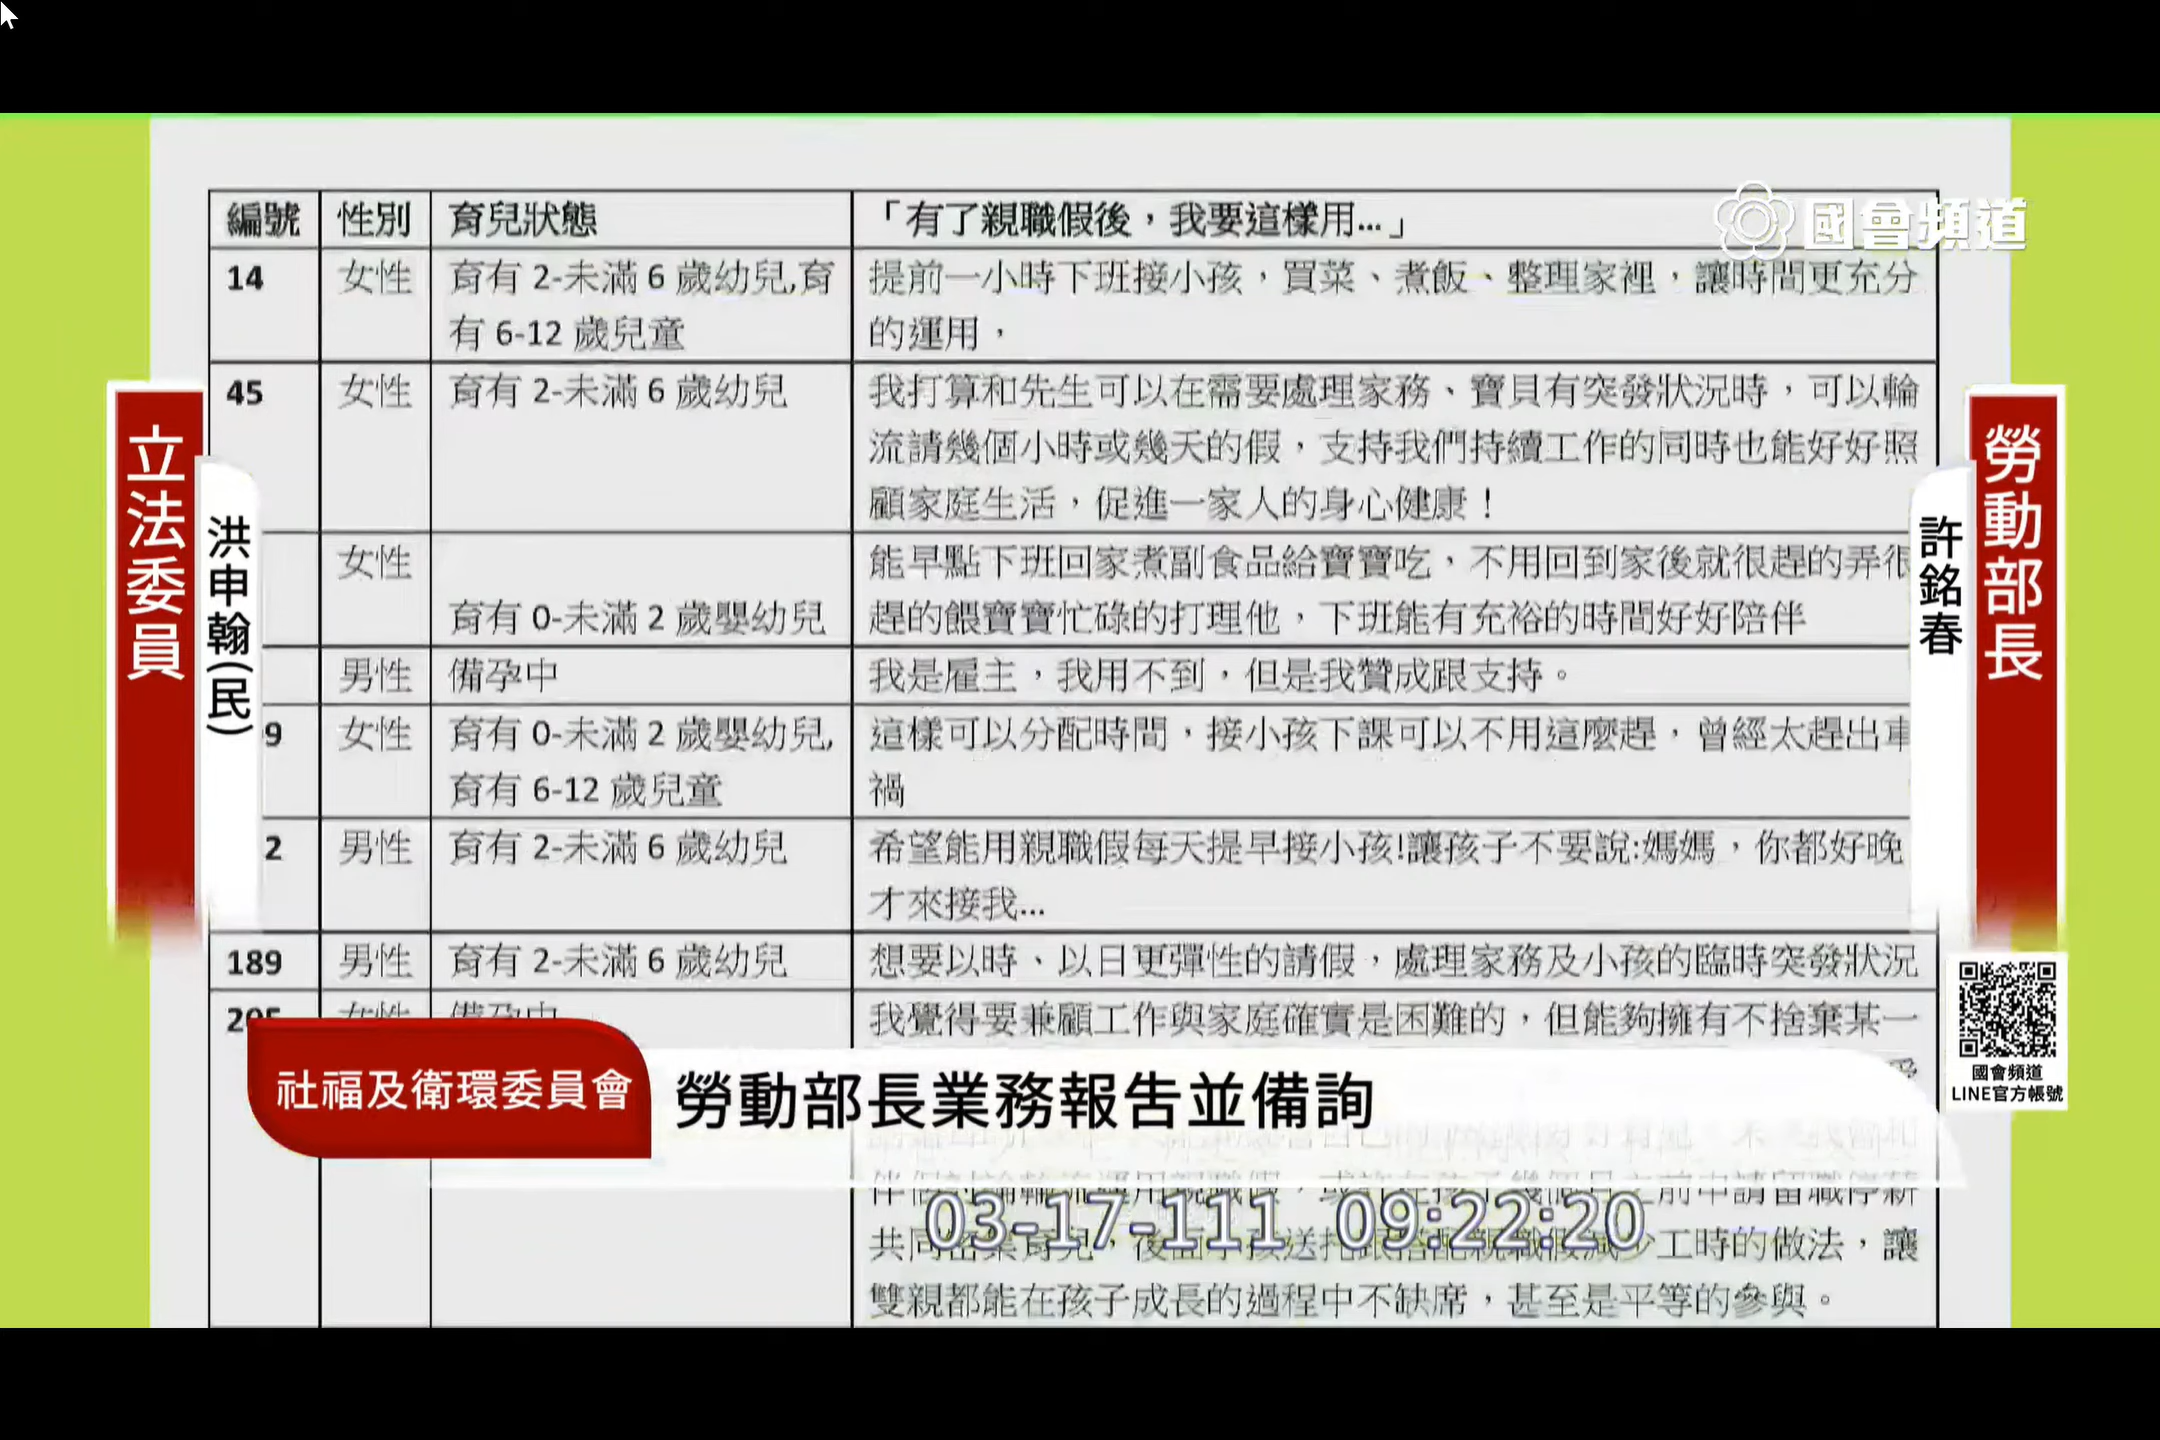 國會頻道
編號 性別 育兒狀態 「有了親職假後，我要這樣用...」
14 女性 育有 2-未滿 6 歲幼兒,育 提前一小時下班接小孩，買菜、煮飯、整理家裡，讓時間更充分
有 6-12 歲兒童 的運用，
45 女性 育有 2-未滿 6 歲幼兒 我打算和先生可以在需要處理家務、寶貝有突發狀況時，可以輪
流請幾個小時或幾天的假，支持我們持續工作的同時也能好好照
顧家庭生活，促進一家人的身心健康！
女性 能早點下班回家煮副食品給寶寶吃，不用回到家後就很趕的弄很
育有 0-未滿 2 歲嬰幼兒 趕的餵寶寶忙碌的打理他，下班能有充裕的時間好好陪伴
男性 備孕中 我是雇主，我用不到，但是我贊成跟支持。
9 女性 育有 0-未滿 2 歲嬰幼兒, 這樣可以分配時間，接小孩下課可以不用這麼趕，曾經太趕出車
育有 6-12 歲兒童 禍
2 男性 育有 2-未滿 6 歲幼兒 希望能用親職假每天提早接小孩!讓孩子不要說:媽媽，你都好晚
才來接我...
189 男性 育有 2-未滿 6 歲幼兒 想要以時、以日更彈性的請假，處理家務及小孩的臨時突發狀況
女性 備孕中 我覺得要兼顧工作與家庭確實是困難的，但能夠擁有不捨棄某一
前申請留職停薪
工時的做法，讓
雙親都能在孩子成長的過程中不缺席，甚至是平等的參與。
立法委員
洪申翰(民)
勞動部長
許銘春
國會頻道
LINE官方帳號
社福及衛環委員會
勞動部長業務報告並備詢
03-17-111 09:22:20